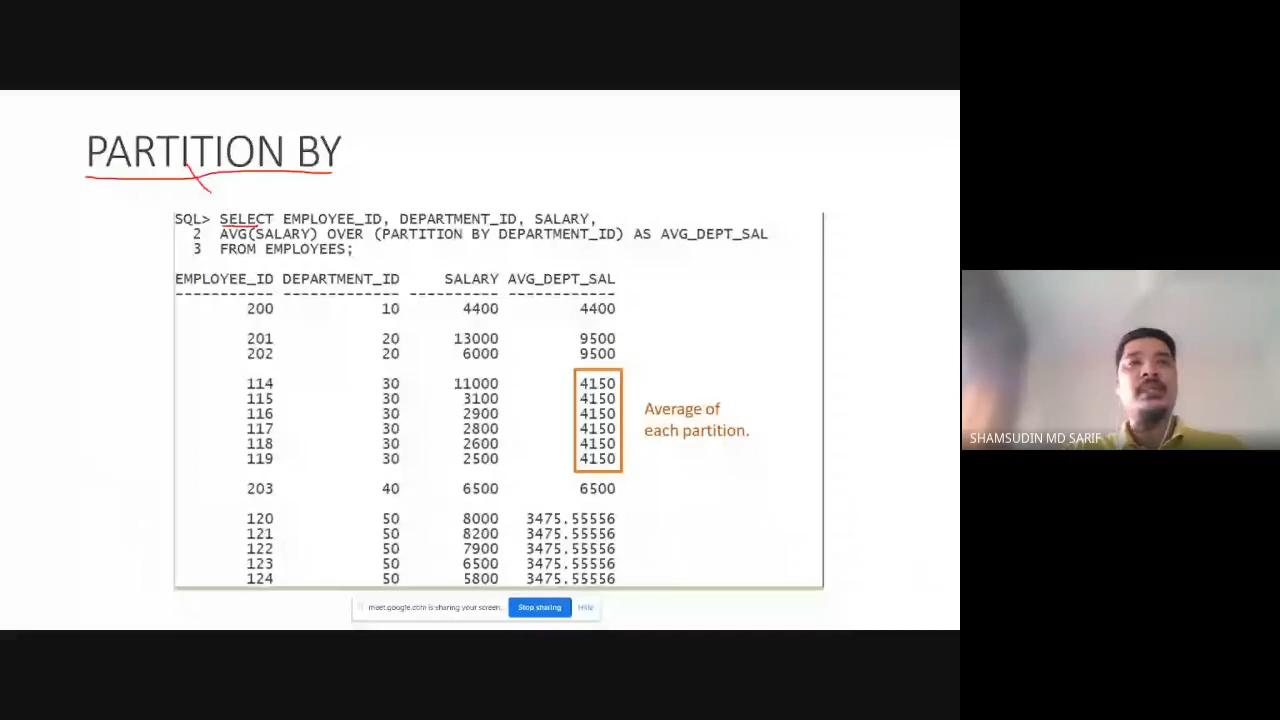 PARTITION BY
SQL> SELECT EMPLOYEE_ID, DEPARTMENT_ID, SALARY,
2 AVG(SALARY) OVER (PARTITION BY DEPARTMENT_ID) AS AVG_DEPT_SAL
3 FROM EMPLOYEES;
EMPLOYEE_ID DEPARTMENT_ID SALARY AVG_DEPT_SAL
----------- ------------- ---------- ------------
200 10 4400 4400
201 20 13000 9500
202 20 6000 9500
114 30 11000 4150
115 30 3100 4150
116 30 2900 4150
117 30 2800 4150
118 30 2600 4150
119 30 2500 4150
Average of
each partition.
203 40 6500 6500
120 50 8000 3475.55556
121 50 8200 3475.55556
122 50 7900 3475.55556
123 50 6500 3475.55556
124 50 5800 3475.55556
meet.google.com is sharing your screen.
Stop sharing
Hide
SHAMSUDIN MD SARIF